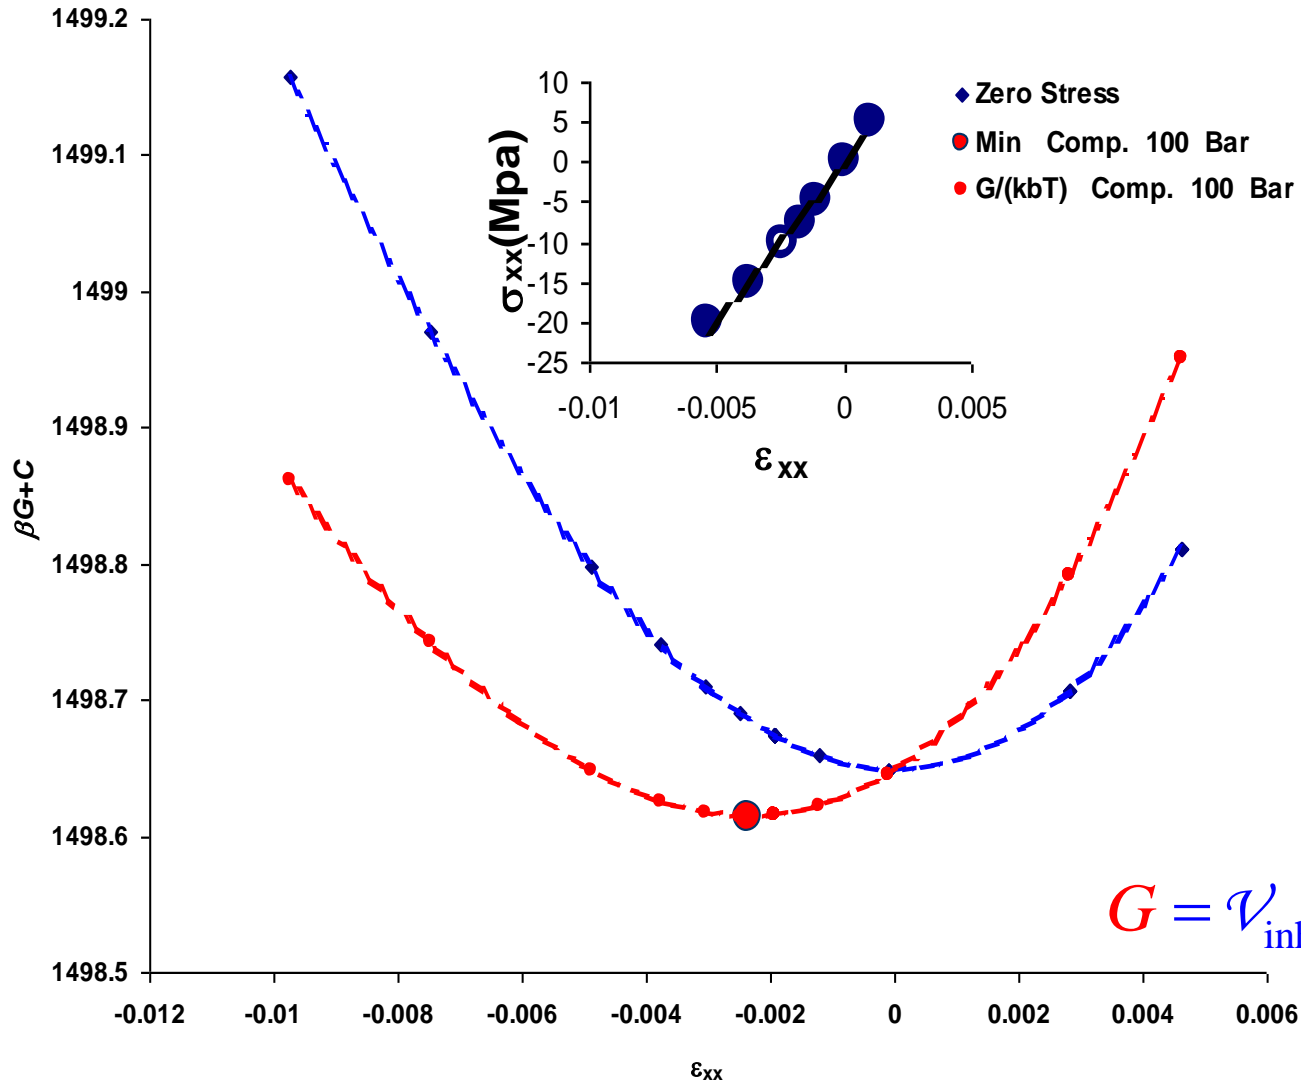 1499.2
1499.1
1499
1498.9
1498.8
1498.7
1498.6
1498.5
βG+C
-0.012 -0.01 -0.008 -0.006 -0.004 -0.002 0 0.002 0.004 0.006
εxx
10
5
0
-5
-10
-15
-20
-25
σxx(Mpa)
-0.01 -0.005 0 0.005
εxx
Zero Stress
Min Comp. 100 Bar
G/(kbT) Comp. 100 Bar
G = 𝒱